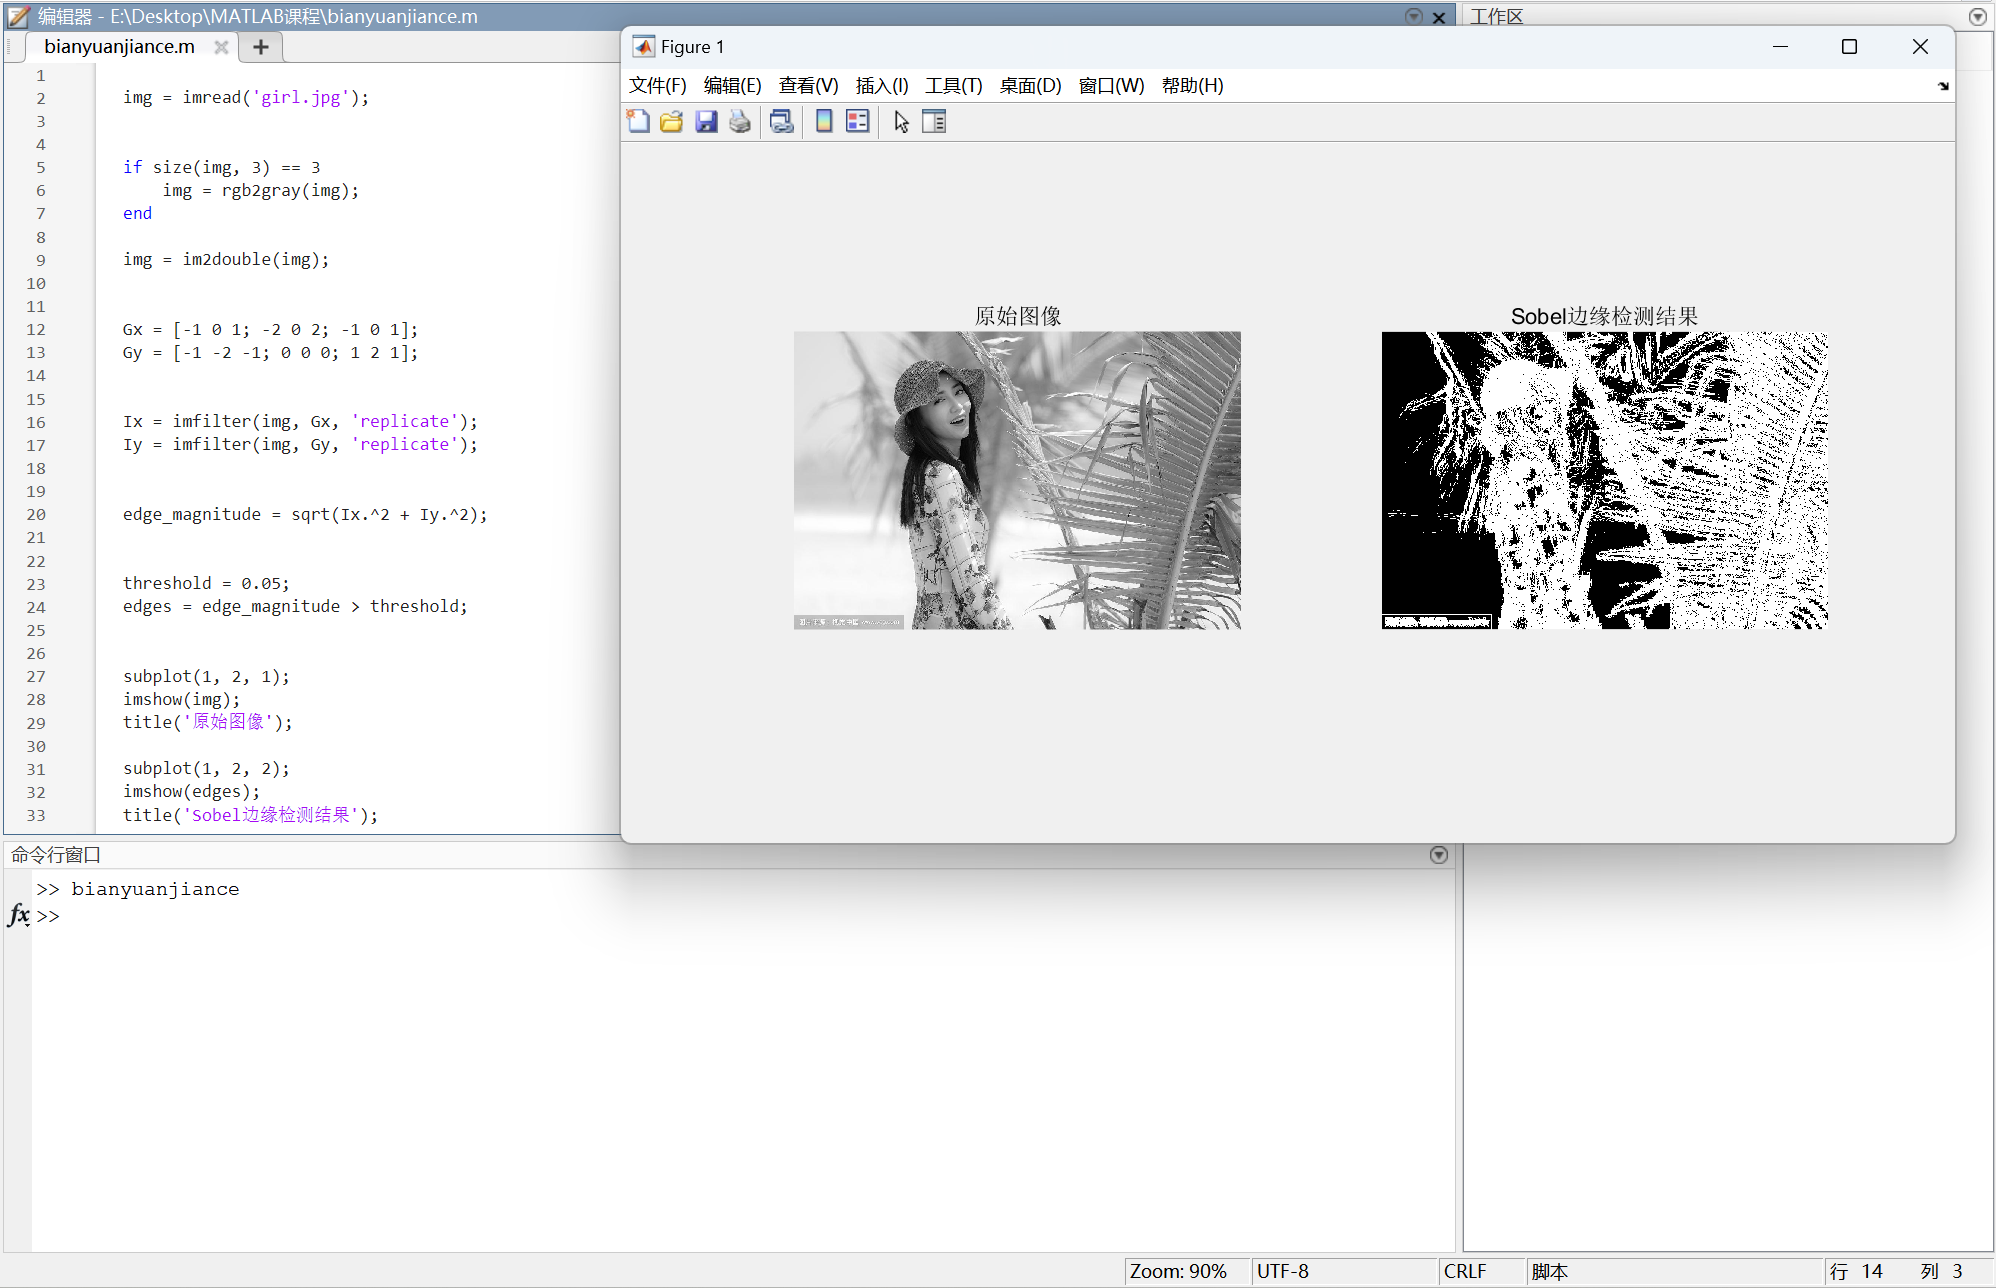 编辑器 - E:\Desktop\MATLAB课程\bianyuanjiance.m
bianyuanjiance.m
1
2 img = imread('girl.jpg');
3
4
5 if size(img, 3) == 3
6 img = rgb2gray(img);
7 end
8
9 img = im2double(img);
10
11
12 Gx = [-1 0 1; -2 0 2; -1 0 1];
13 Gy = [-1 -2 -1; 0 0 0; 1 2 1];
14
15
16 Ix = imfilter(img, Gx, 'replicate');
17 Iy = imfilter(img, Gy, 'replicate');
18
19
20 edge_magnitude = sqrt(Ix.^2 + Iy.^2);
21
22
23 threshold = 0.05;
24 edges = edge_magnitude > threshold;
25
26
27 subplot(1, 2, 1);
28 imshow(img);
29 title('原始图像');
30
31 subplot(1, 2, 2);
32 imshow(edges);
33 title('Sobel边缘检测结果');
工作区
Figure 1
文件(F) 编辑(E) 查看(V) 插入(I) 工具(T) 桌面(D) 窗口(W) 帮助(H)
原始图像
Sobel边缘检测结果
命令行窗口
>> bianyuanjiance
fx >>
Zoom: 90% UTF-8 CRLF 脚本 行 14 列 3